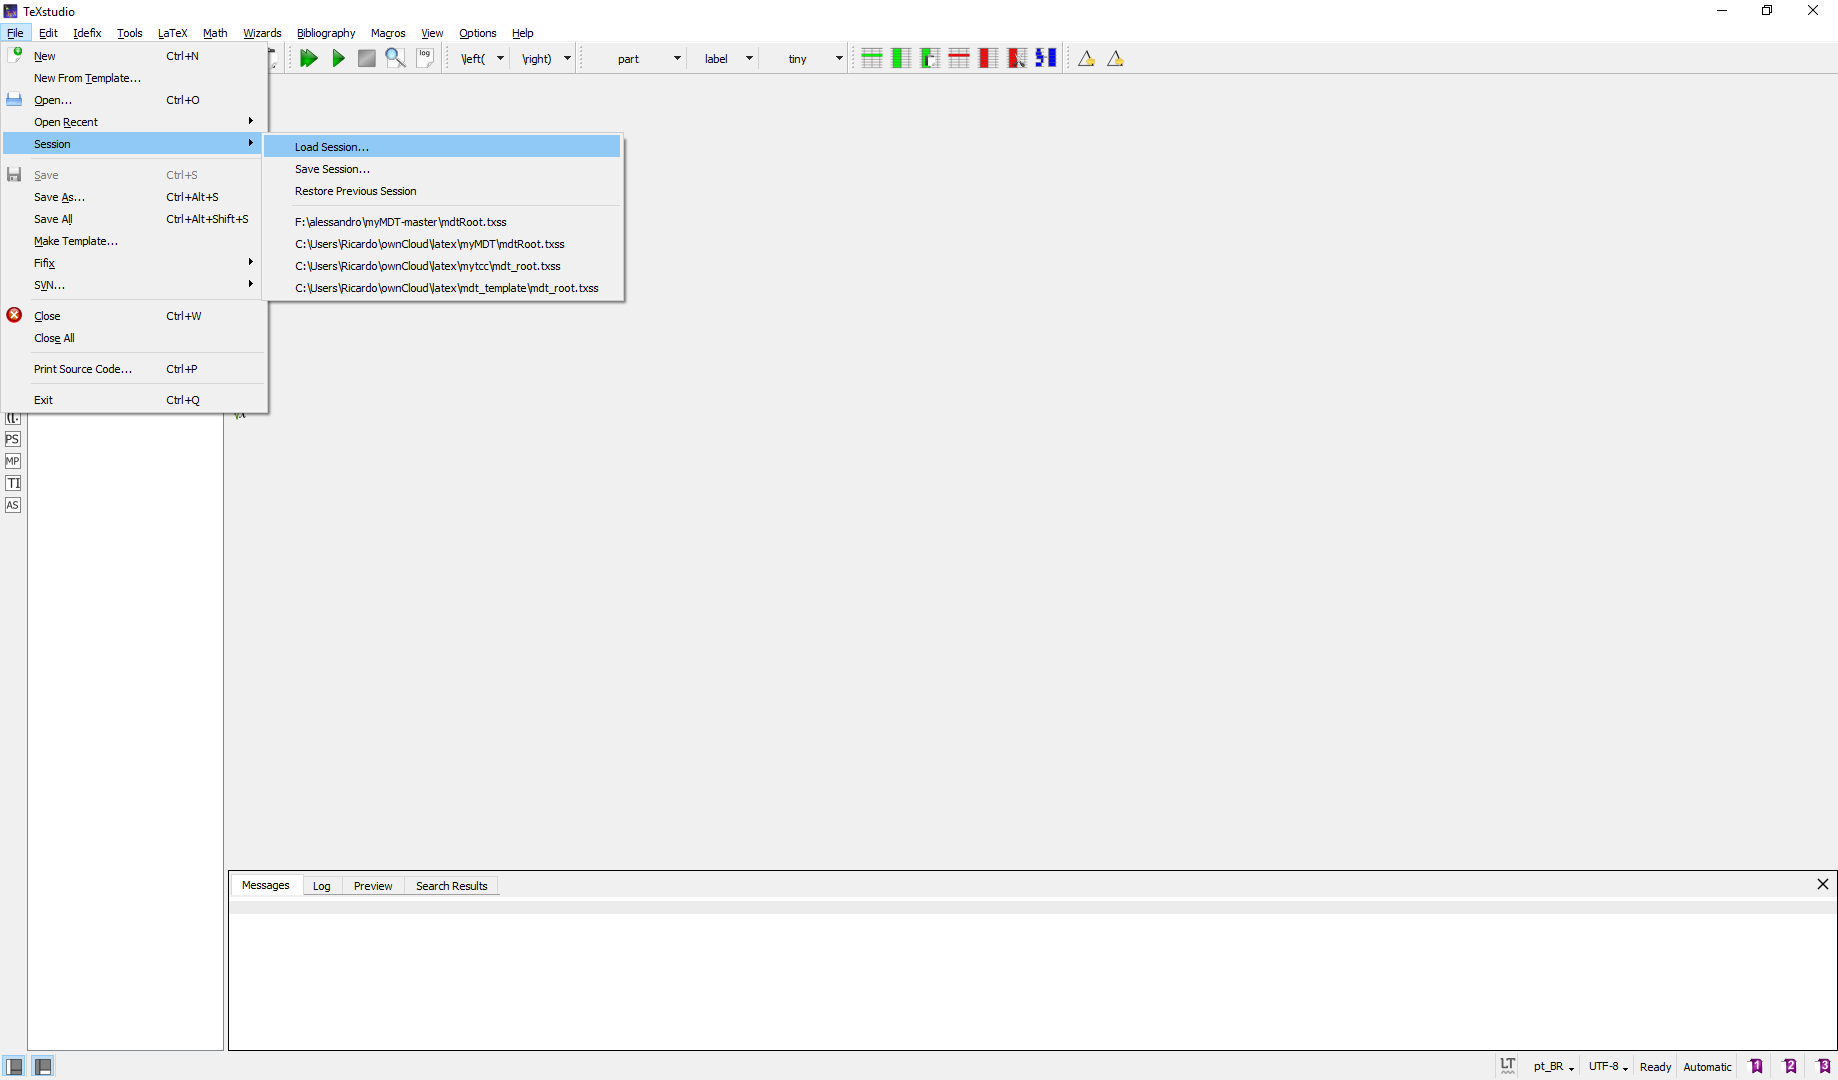 TeXstudio
File Edit Idefix Tools LaTeX Math Wizards Bibliography Macros View Options Help
New Ctrl+N
log \left( \right) part label tiny
New From Template...
Open... Ctrl+O
Open Recent
Session
Load Session...
Save Session...
Restore Previous Session
F:\alessandro\myMDT-master\mdtRoot.txss
C:\Users\Ricardo\ownCloud\latex\myMDT\mdtRoot.txss
C:\Users\Ricardo\ownCloud\latex\mytcc\mdt_root.txss
C:\Users\Ricardo\ownCloud\latex\mdt_template\mdt_root.txss
Save Ctrl+S
Save As... Ctrl+Alt+S
Save All Ctrl+Alt+Shift+S
Make Template...
Fifix
SVN...
Close Ctrl+W
Close All
Print Source Code... Ctrl+P
Exit Ctrl+Q
PS
MP
TI
AS
Messages Log Preview Search Results
LT pt_BR UTF-8 Ready Automatic 1 2 3